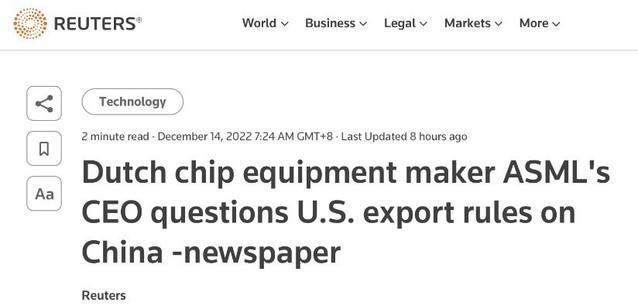 REUTERS®
World Business Legal Markets More
Technology
2 minute read · December 14, 2022 7:24 AM GMT+8 · Last Updated 8 hours ago
Aa
Dutch chip equipment maker ASML's
CEO questions U.S. export rules on
China -newspaper
Reuters